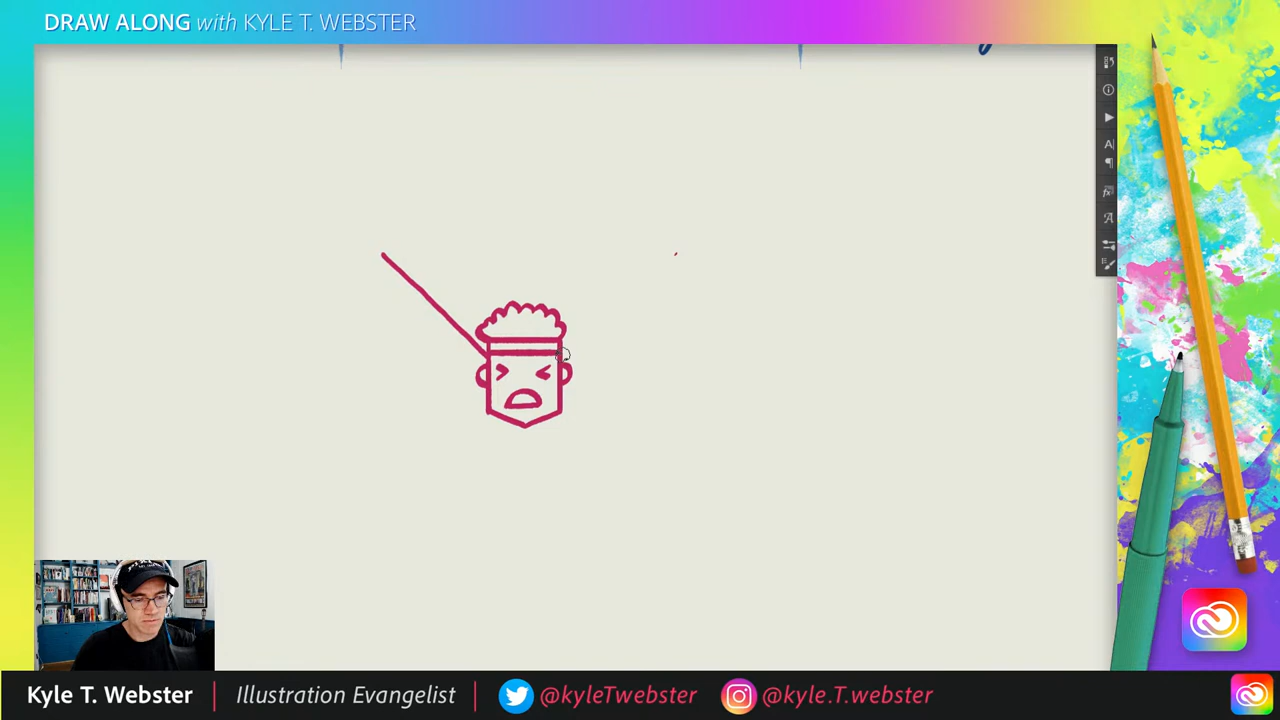 DRAW ALONG with KYLE T. WEBSTER
Kyle T. Webster | Illustration Evangelist | @kyleTwebster @kyle.T.webster